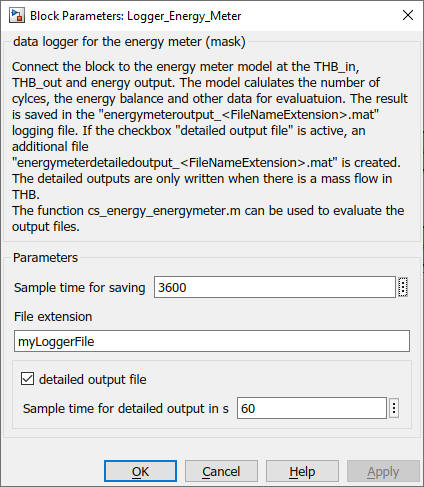 Block Parameters: Logger_Energy_Meter
data logger for the energy meter (mask)
Connect the block to the energy meter model at the THB_in,
THB_out and energy output. The model calulates the number of
cylces, the energy balance and other data for evaluatuion. The result
is saved in the "energymeteroutput_<FileNameExtension>.mat"
logging file. If the checkbox "detailed output file" is active, an
additional file
"energymeterdetailedoutput_<FileNameExtension>.mat" is created.
The detailed outputs are only written when there is a mass flow in
THB.
The function cs_energy_energymeter.m can be used to evaluate the
output files.
Parameters
Sample time for saving 3600
File extension
myLoggerFile
detailed output file
Sample time for detailed output in s 60
OK Cancel Help Apply